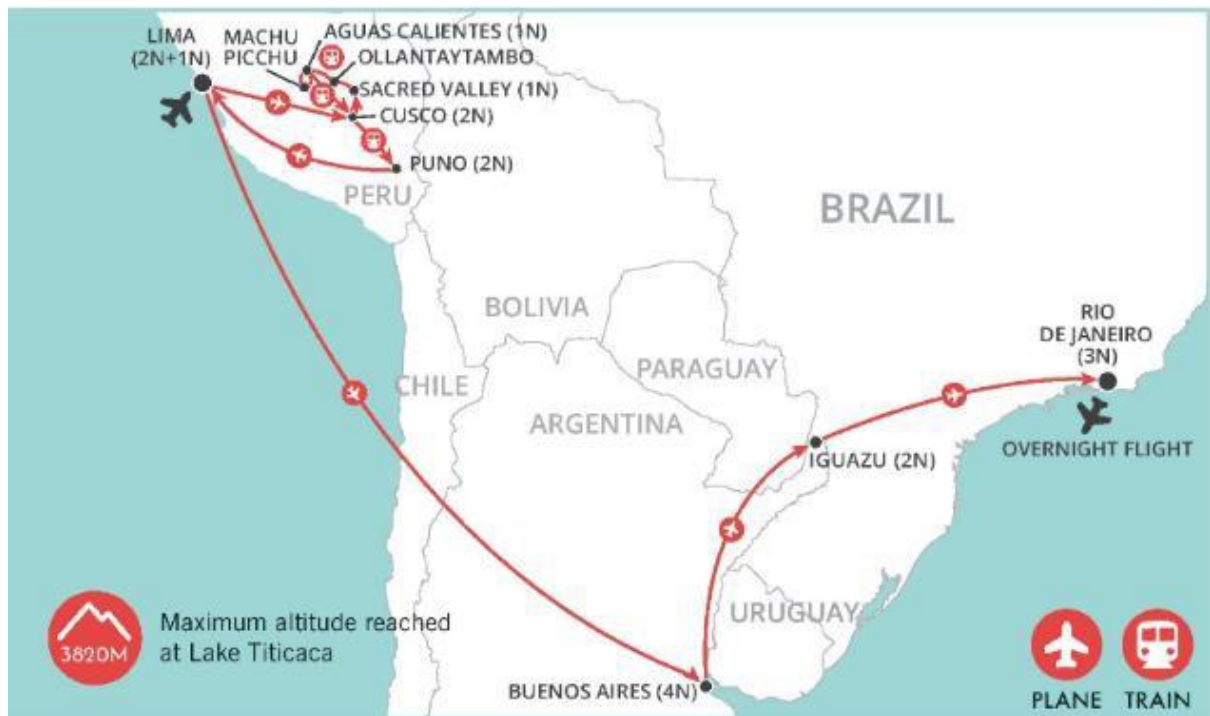 LIMA
(2N+1N)
MACHU
PICCHU
AGUAS CALIENTES (1N)
OLLANTAYTAMBO
SACRED VALLEY (1N)
CUSCO (2N)
PUNO (2N)
PERU
BRAZIL
BOLIVIA
PARAGUAY
CHILE
ARGENTINA
RIO
DE JANEIRO
(3N)
OVERNIGHT FLIGHT
IGUAZU (2N)
URUGUAY
BUENOS AIRES (4N)
3820M
Maximum altitude reached
at Lake Titicaca
PLANE
TRAIN